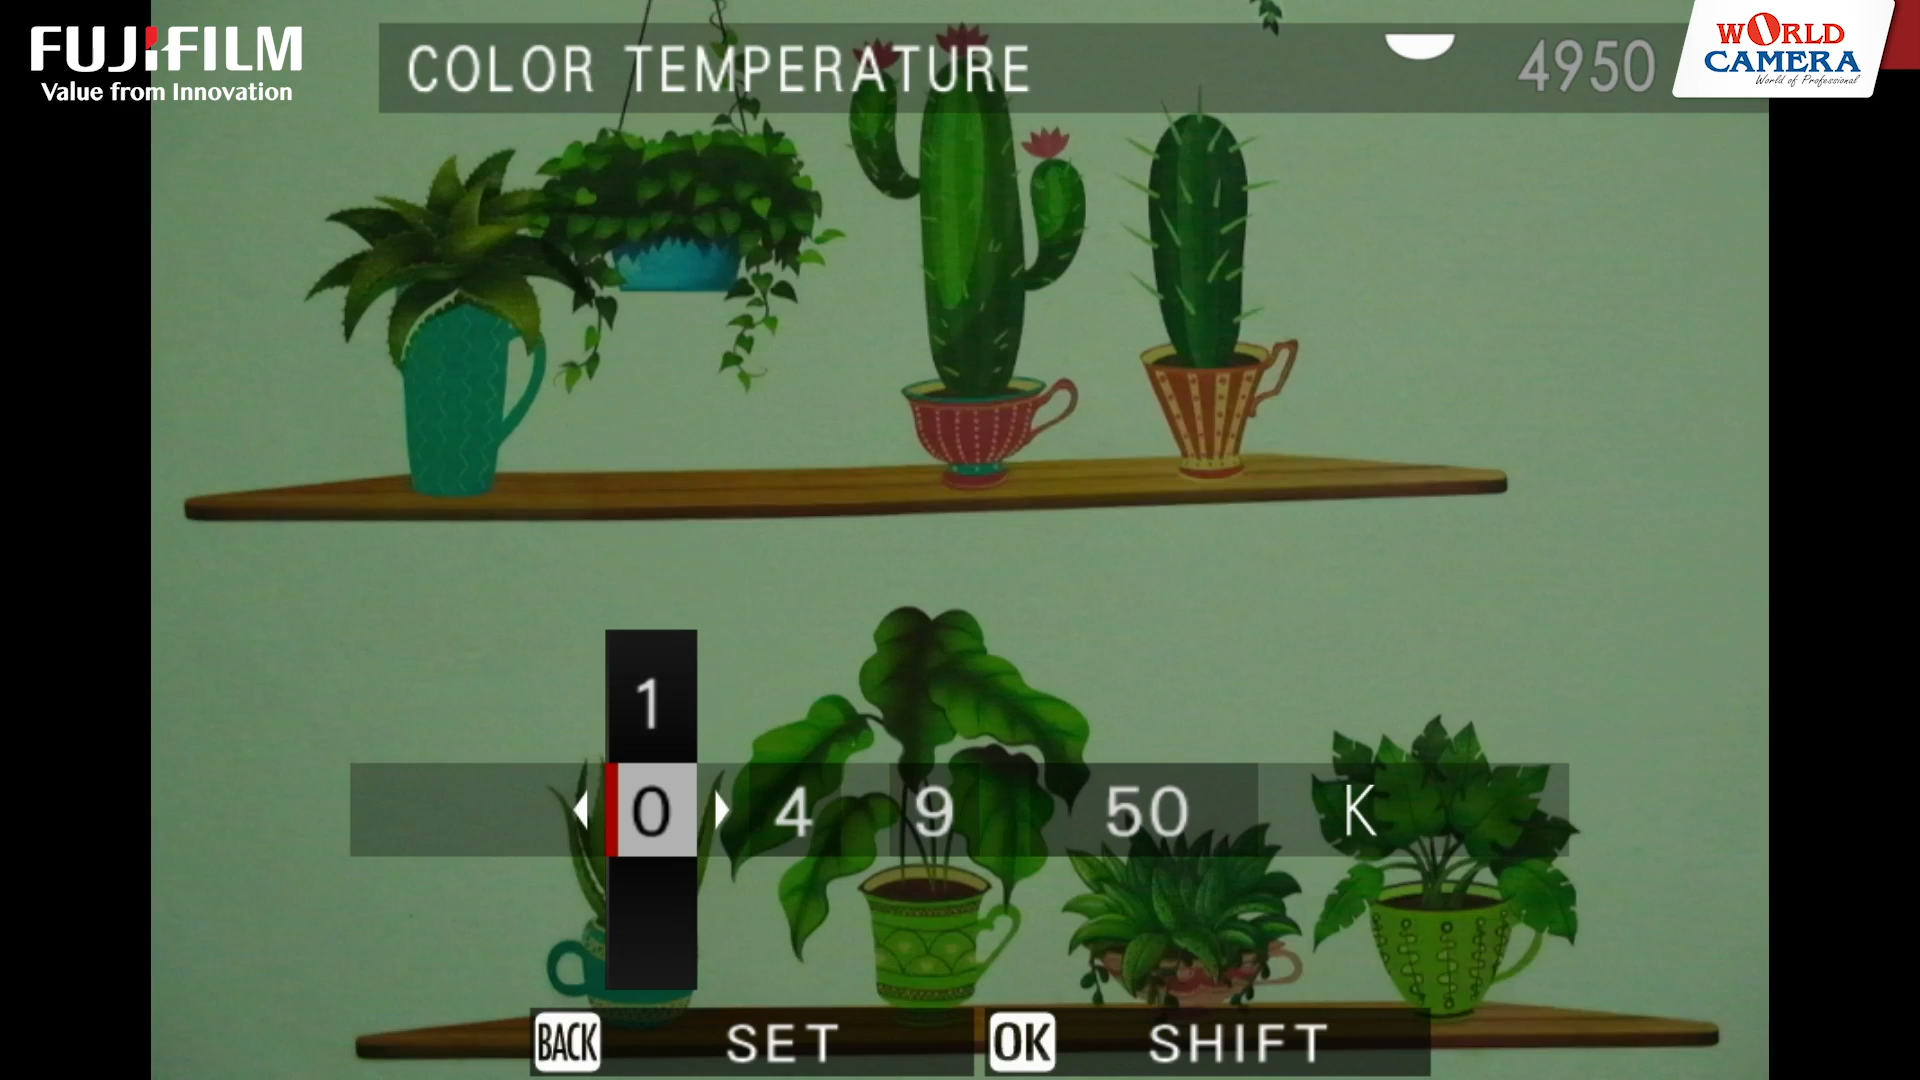 FUJIFILM
Value from Innovation
COLOR TEMPERATURE
4950
WORLD
CAMERA
World of Professional
1
0 4 9 50 K
BACK SET OK SHIFT